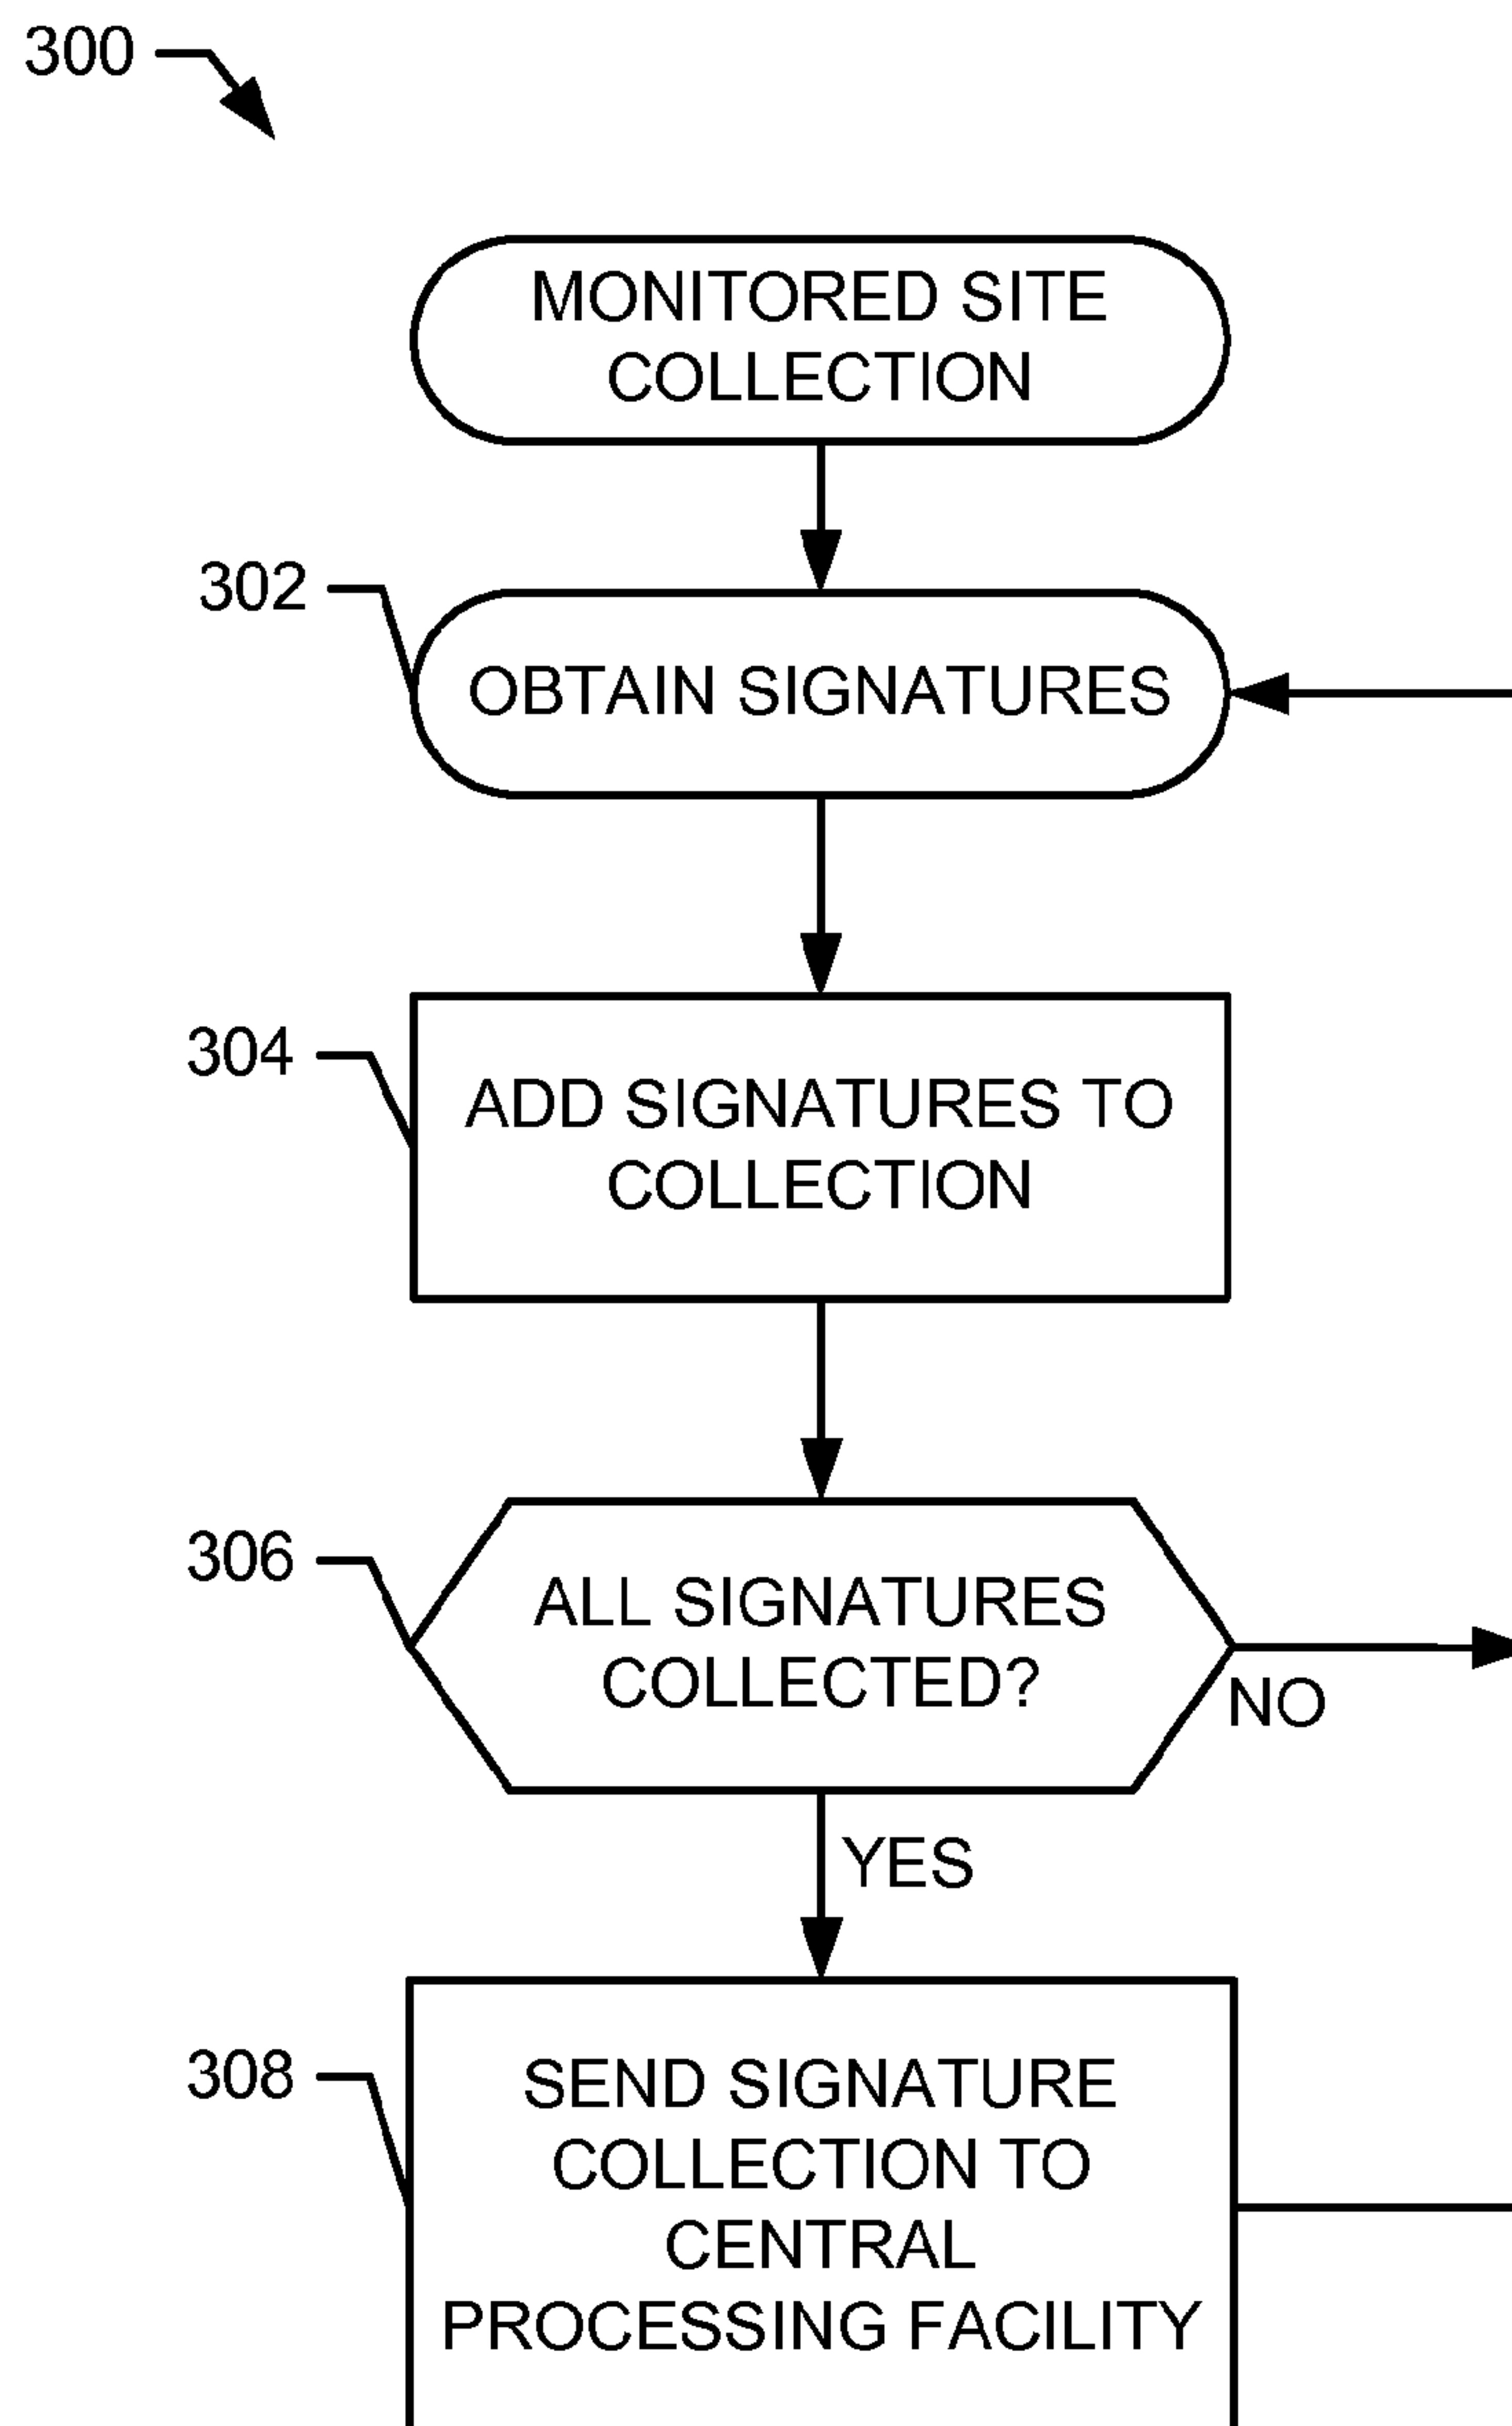 300
MONITORED SITE
COLLECTION
302
OBTAIN SIGNATURES
304
ADD SIGNATURES TO
COLLECTION
306
ALL SIGNATURES
COLLECTED?
NO
YES
308
SEND SIGNATURE
COLLECTION TO
CENTRAL
PROCESSING FACILITY